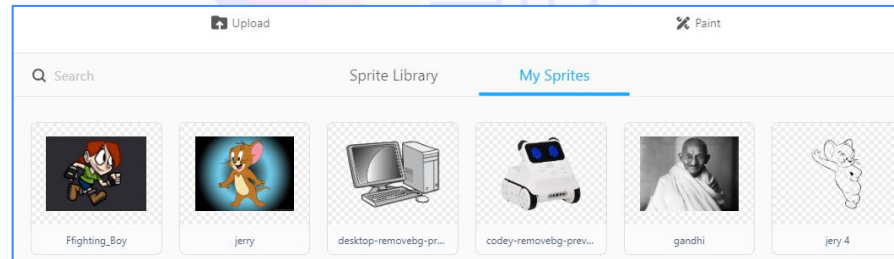 Upload
Paint
Search
Sprite Library
My Sprites
Ffighting_Boy
jerry
desktop-removebg-pr...
codey-removebg-prev...
gandhi
jery 4